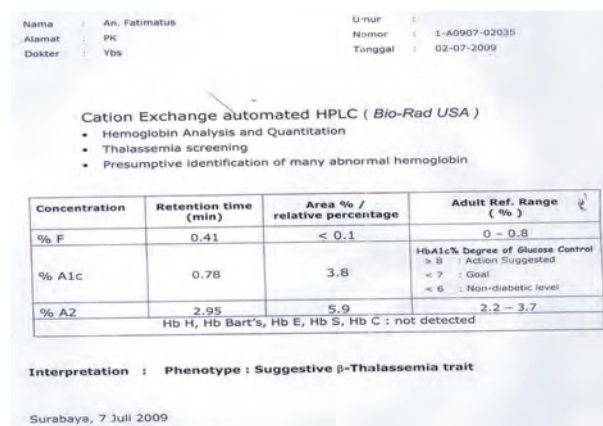 Nama : An. Fatimatus
Alamat : PK
Dokter : Ybs
Umur :
Nomor : 1-A0907-02035
Tanggal : 02-07-2009
Cation Exchange automated HPLC ( Bio-Rad USA )
• Hemoglobin Analysis and Quantitation
• Thalassemia screening
• Presumptive identification of many abnormal hemoglobin
Concentration Retention time (min) Area % / relative percentage Adult Ref. Range ( % )
% F 0.41 < 0.1 0 – 0.8
% A1c 0.78 3.8 HbA1c% Degree of Glucose Control
> 8 : Action Suggested
< 7 : Goal
< 6 : Non-diabetic level
% A2 2.95 5.9 2.2 – 3.7
Hb H, Hb Bart's, Hb E, Hb S, Hb C : not detected
Interpretation : Phenotype : Suggestive β-Thalassemia trait
Surabaya, 7 Juli 2009